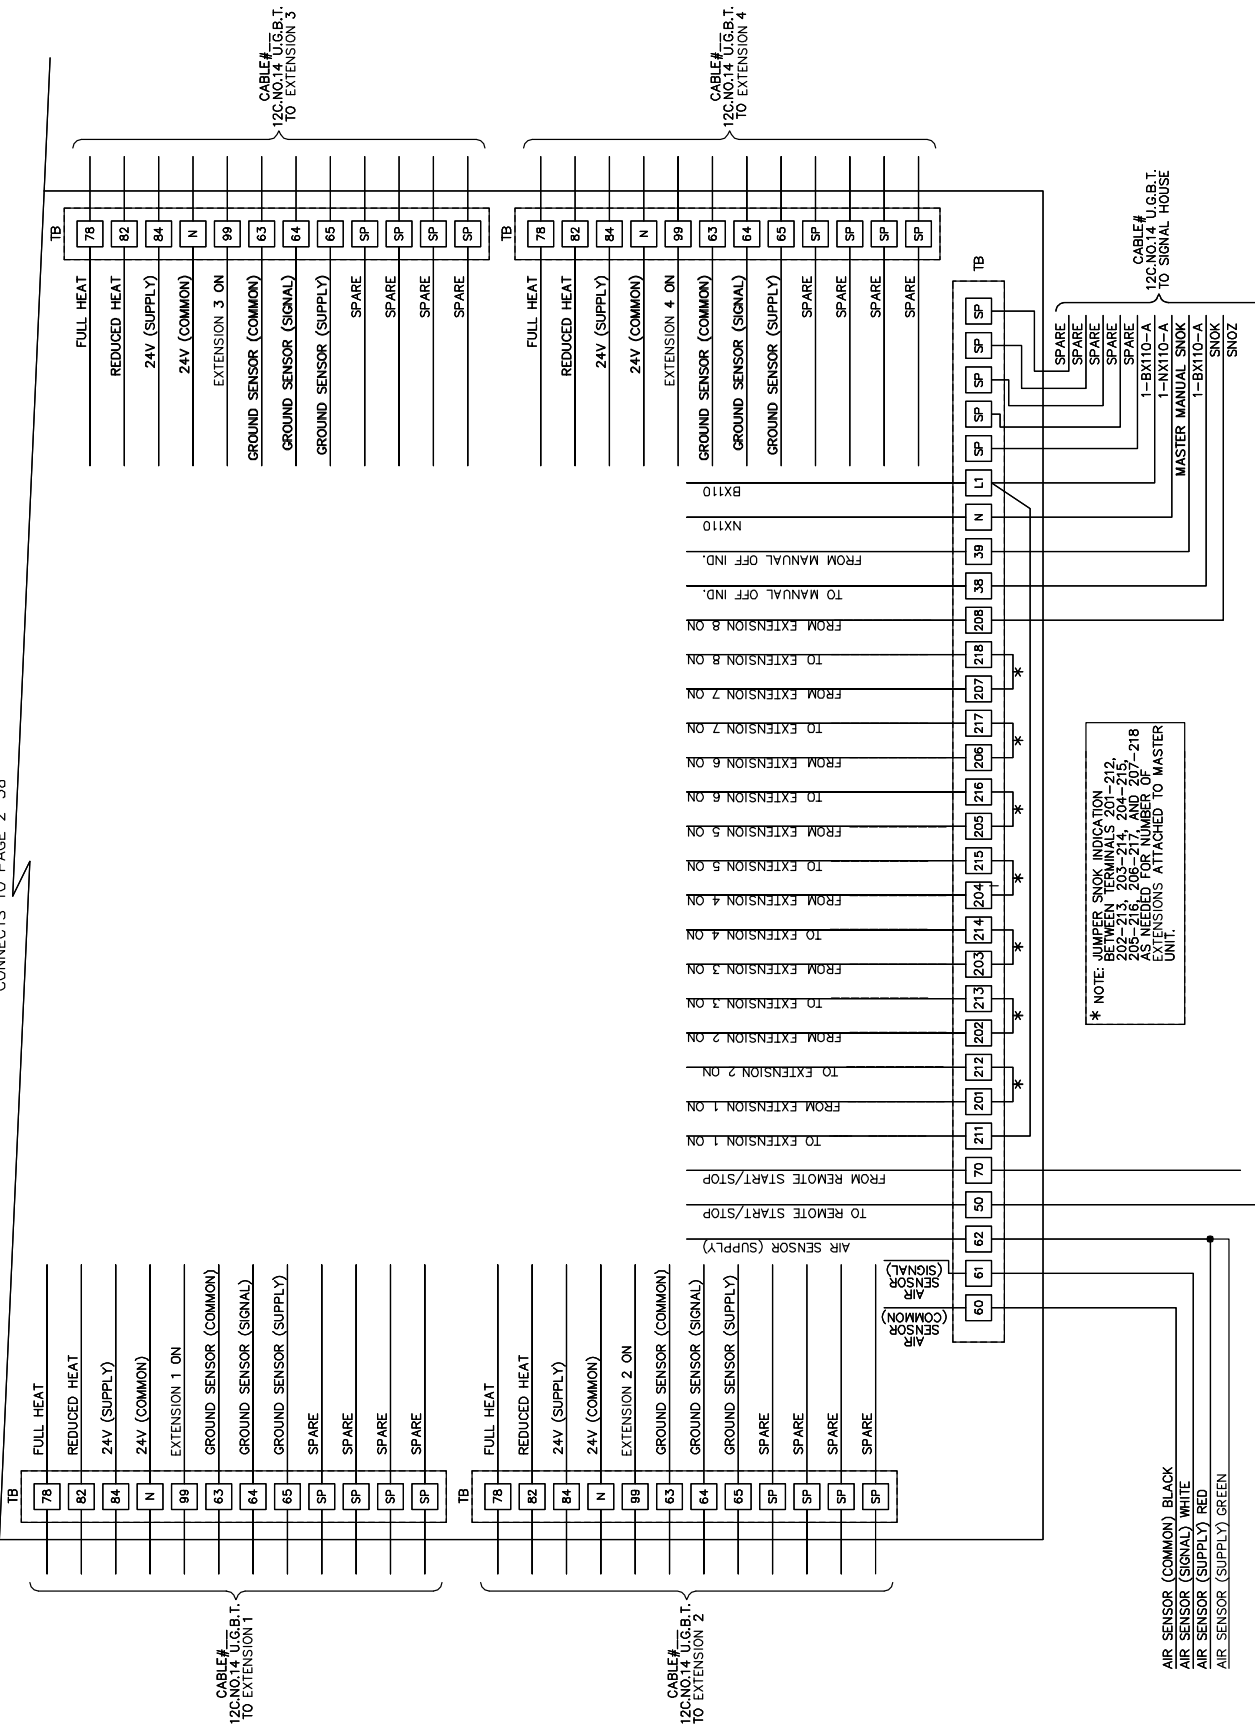 CONNECTS TO PAGE 2-38
CABLE#__
12C.NO.14 U.G.B.T.
TO EXTENSION 3
TB
78
82
84
N
99
63
64
65
SP
SP
SP
SP
FULL HEAT
REDUCED HEAT
24V (SUPPLY)
24V (COMMON)
EXTENSION 3 ON
GROUND SENSOR (COMMON)
GROUND SENSOR (SIGNAL)
GROUND SENSOR (SUPPLY)
SPARE
SPARE
SPARE
SPARE
CABLE#__
12C.NO.14 U.G.B.T.
TO EXTENSION 4
TB
78
82
84
N
99
63
64
65
SP
SP
SP
SP
FULL HEAT
REDUCED HEAT
24V (SUPPLY)
24V (COMMON)
EXTENSION 4 ON
GROUND SENSOR (COMMON)
GROUND SENSOR (SIGNAL)
GROUND SENSOR (SUPPLY)
SPARE
SPARE
SPARE
SPARE
FULL HEAT
REDUCED HEAT
24V (SUPPLY)
24V (COMMON)
EXTENSION 1 ON
GROUND SENSOR (COMMON)
GROUND SENSOR (SIGNAL)
GROUND SENSOR (SUPPLY)
SPARE
SPARE
SPARE
SPARE
TB
78
82
84
N
99
63
64
65
SP
SP
SP
SP
CABLE#__
12C.NO.14 U.G.B.T.
TO EXTENSION 1
FULL HEAT
REDUCED HEAT
24V (SUPPLY)
24V (COMMON)
EXTENSION 2 ON
GROUND SENSOR (COMMON)
GROUND SENSOR (SIGNAL)
GROUND SENSOR (SUPPLY)
SPARE
SPARE
SPARE
SPARE
TB
78
82
84
N
99
63
64
65
SP
SP
SP
SP
CABLE#__
12C.NO.14 U.G.B.T.
TO EXTENSION 2
BX110
NX110
FROM MANUAL OFF IND.
TO MANUAL OFF IND.
FROM EXTENSION 8 ON
TO EXTENSION 8 ON
FROM EXTENSION 7 ON
TO EXTENSION 7 ON
FROM EXTENSION 6 ON
TO EXTENSION 6 ON
FROM EXTENSION 5 ON
TO EXTENSION 5 ON
FROM EXTENSION 4 ON
TO EXTENSION 4 ON
FROM EXTENSION 3 ON
TO EXTENSION 3 ON
FROM EXTENSION 2 ON
TO EXTENSION 2 ON
FROM EXTENSION 1 ON
TO EXTENSION 1 ON
FROM REMOTE START/STOP
TO REMOTE START/STOP
AIR SENSOR (SUPPLY)
AIR
SENSOR
(SIGNAL)
AIR
SENSOR
(COMMON)
TB
SP
SP
SP
SP
SP
L1
N
39
38
208
218
207
217
206
216
205
215
204
214
203
213
202
212
201
211
70
50
62
61
60
*
*
*
*
*
*
*
CABLE#
12C.NO.14 U.G.B.T.
TO SIGNAL HOUSE
SPARE
SPARE
SPARE
SPARE
SPARE
1-BX110-A
1-NX110-A
MASTER MANUAL SNOK
1-BX110-A
SNOK
SNOZ
* NOTE: JUMPER SNOK INDICATION
BETWEEN TERMINALS 201-212,
202-213, 203-214, 204-215,
205-216, 206-217, AND 207-218
AS NEEDED FOR NUMBER OF
EXTENSIONS ATTACHED TO MASTER
UNIT.
AIR SENSOR (COMMON) BLACK
AIR SENSOR (SIGNAL) WHITE
AIR SENSOR (SUPPLY) RED
AIR SENSOR (SUPPLY) GREEN